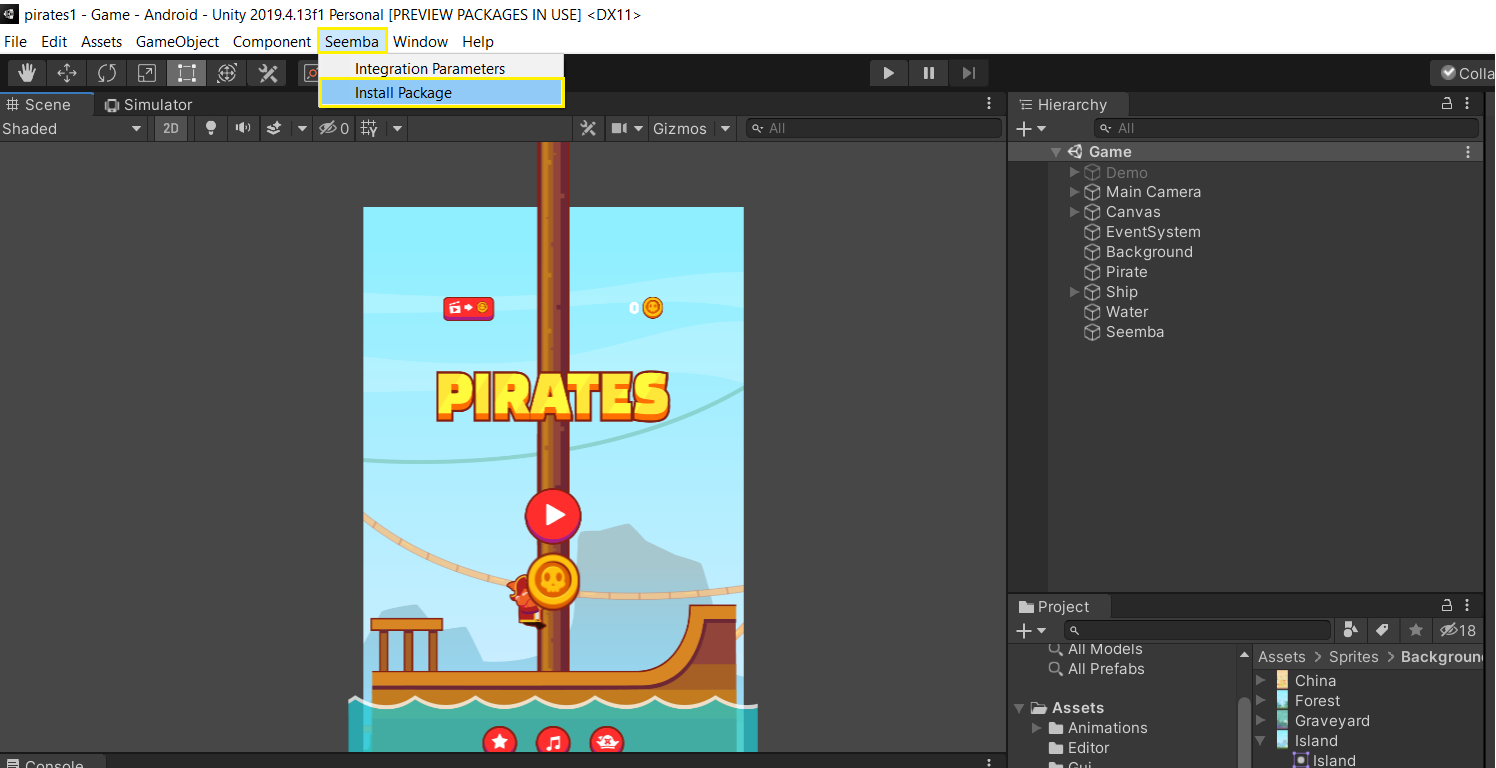 pirates1 - Game - Android - Unity 2019.4.13f1 Personal [PREVIEW PACKAGES IN USE] <DX11>
File Edit Assets GameObject Component Seemba Window Help
Integration Parameters
Install Package
Colla
Scene Simulator
Shaded 2D 0 Gizmos All
PIRATES
0
Hierarchy
All
Game
Demo
Main Camera
Canvas
EventSystem
Background
Pirate
Ship
Water
Seemba
Project
18
All Models
All Prefabs
Assets
Animations
Editor
Gui
Assets > Sprites > Background
China
Forest
Graveyard
Island
Island
Console